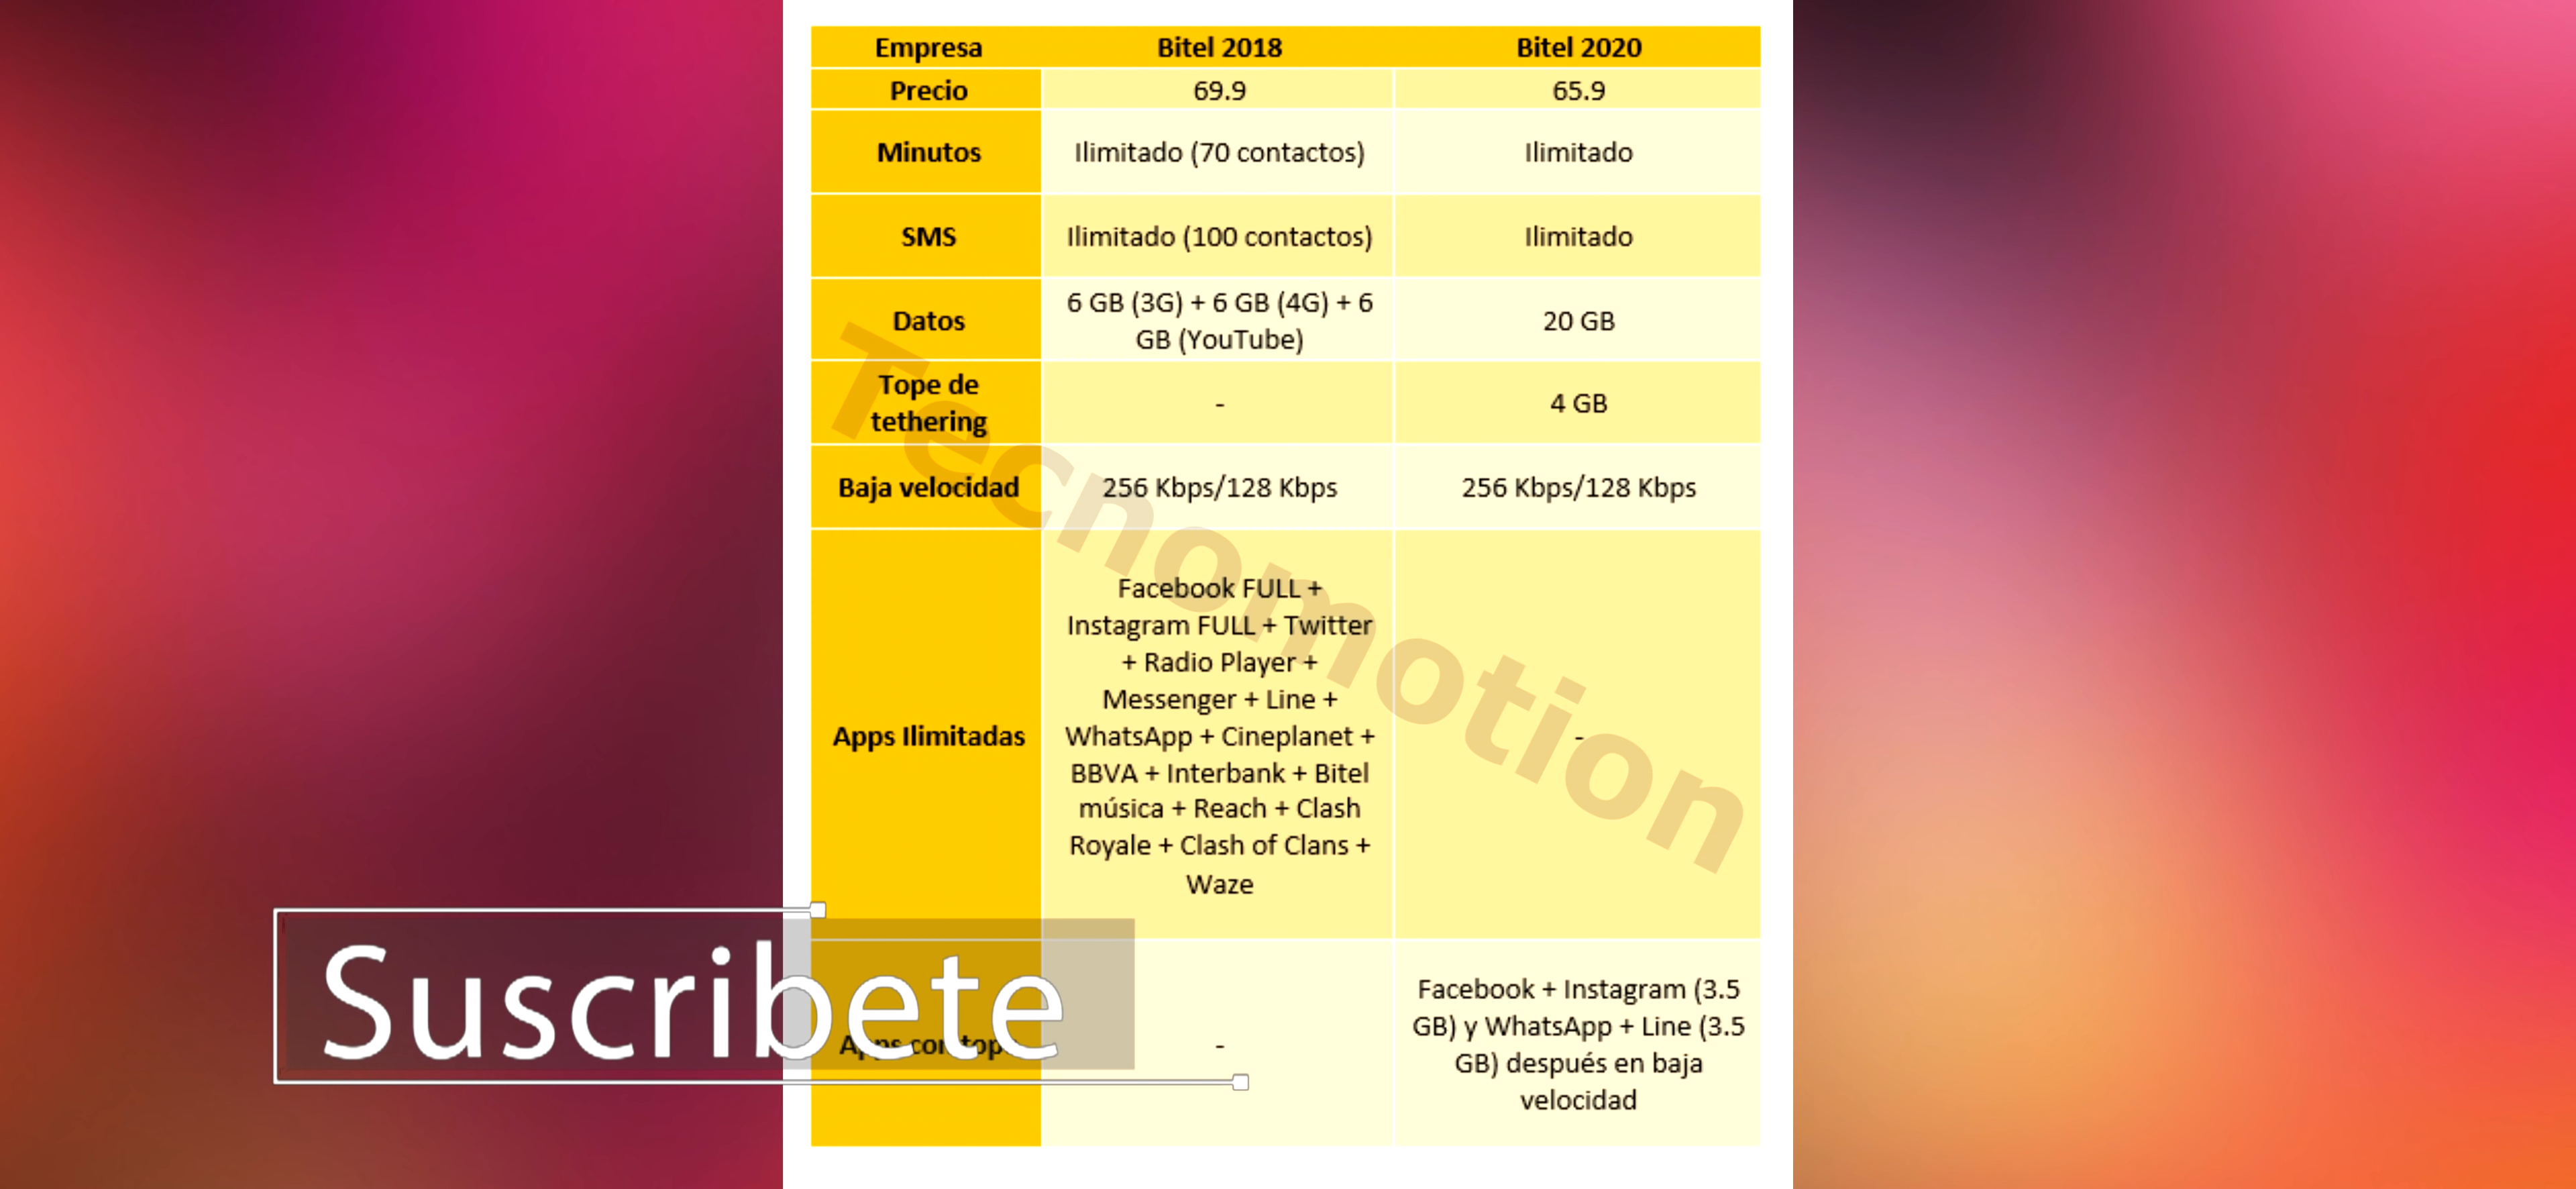 Empresa Bitel 2018 Bitel 2020
Precio 69.9 65.9
Minutos Ilimitado (70 contactos) Ilimitado
SMS Ilimitado (100 contactos) Ilimitado
Datos 6 GB (3G) + 6 GB (4G) + 6
GB (YouTube) 20 GB
Tope de
tethering - 4 GB
Baja velocidad 256 Kbps/128 Kbps 256 Kbps/128 Kbps
Apps Ilimitadas Facebook FULL +
Instagram FULL + Twitter
+ Radio Player +
Messenger + Line +
WhatsApp + Cineplanet +
BBVA + Interbank + Bitel
música + Reach + Clash
Royale + Clash of Clans +
Waze -
Apps con tope - Facebook + Instagram (3.5
GB) y WhatsApp + Line (3.5
GB) después en baja
velocidad
Tecnomotion
Suscribete